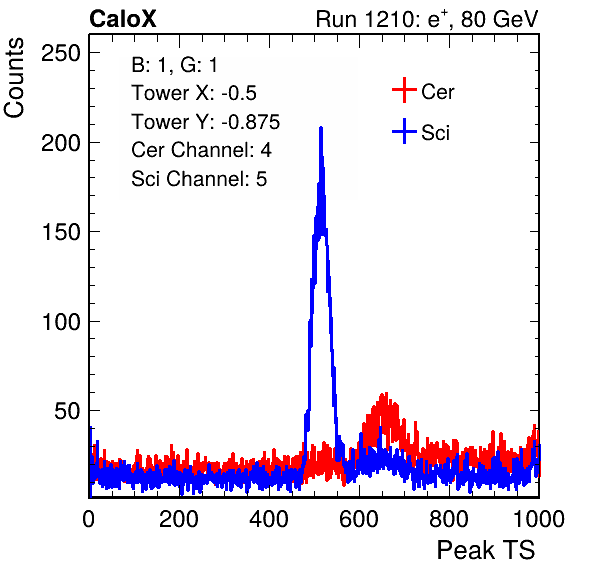 CaloX Run 1210: e⁺, 80 GeV
B: 1, G: 1
Tower X: -0.5
Tower Y: -0.875
Cer Channel: 4
Sci Channel: 5
Cer
Sci
Counts
250
200
150
100
50
0 200 400 600 800 1000
Peak TS